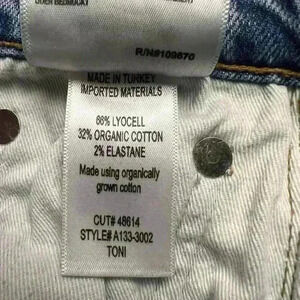 R/N#109870
MADE IN TURKEY
IMPORTED MATERIALS
66% LYOCELL
32% ORGANIC COTTON
2% ELASTANE
Made using organically
grown cotton
CUT# 48614
STYLE# A133-3002
TONI